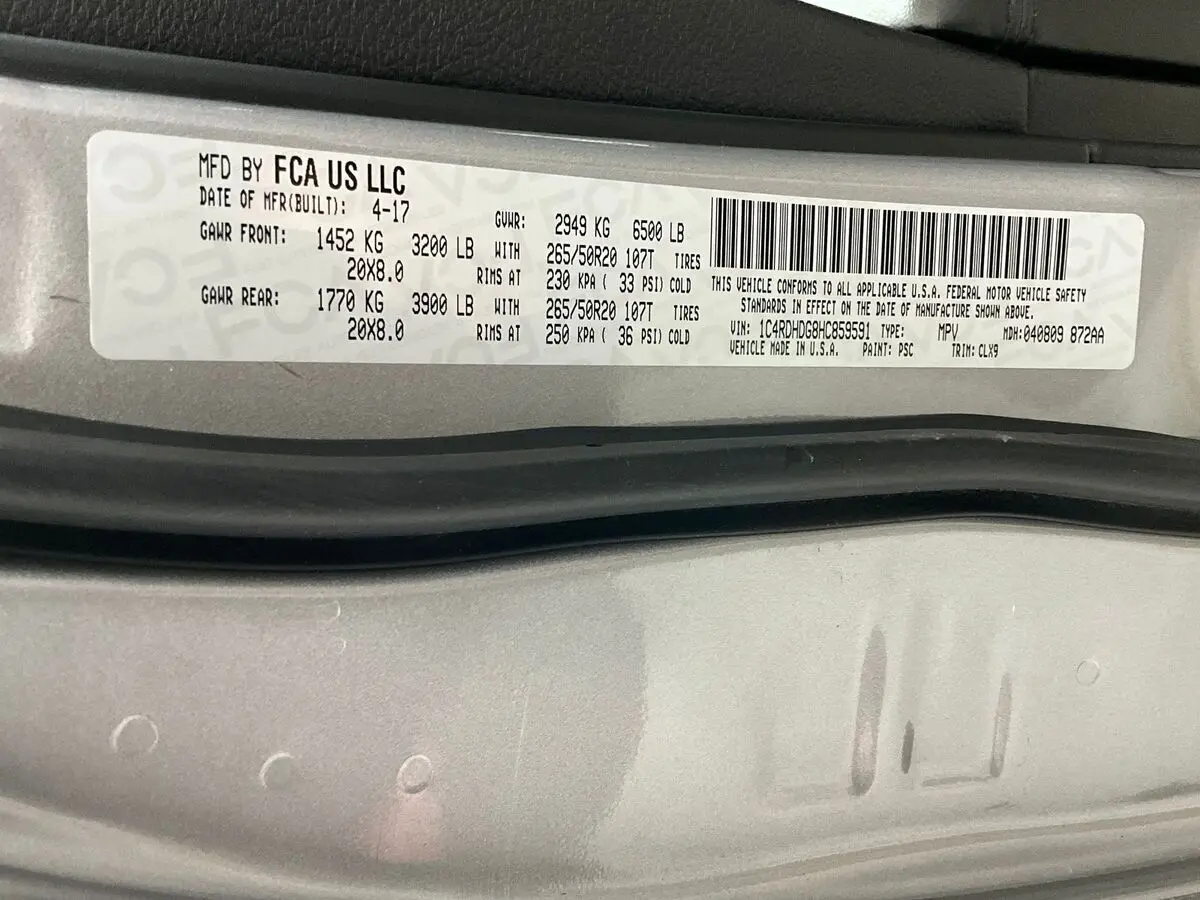 MFD BY FCA US LLC
DATE OF MFR(BUILT): 4-17
GVWR: 2949 KG 6500 LB
GAWR FRONT: 1452 KG 3200 LB WITH 265/50R20 107T TIRES
20X8.0 RIMS AT 230 KPA ( 33 PSI) COLD
GAWR REAR: 1770 KG 3900 LB WITH 265/50R20 107T TIRES
20X8.0 RIMS AT 250 KPA ( 36 PSI) COLD
THIS VEHICLE CONFORMS TO ALL APPLICABLE U.S.A. FEDERAL MOTOR VEHICLE SAFETY
STANDARDS IN EFFECT ON THE DATE OF MANUFACTURE SHOWN ABOVE.
VIN: 1C4RDHDG8HC859591 TYPE: MPV MDH: 040809 872AA
VEHICLE MADE IN U.S.A. PAINT: PSC TRIM: CLX9